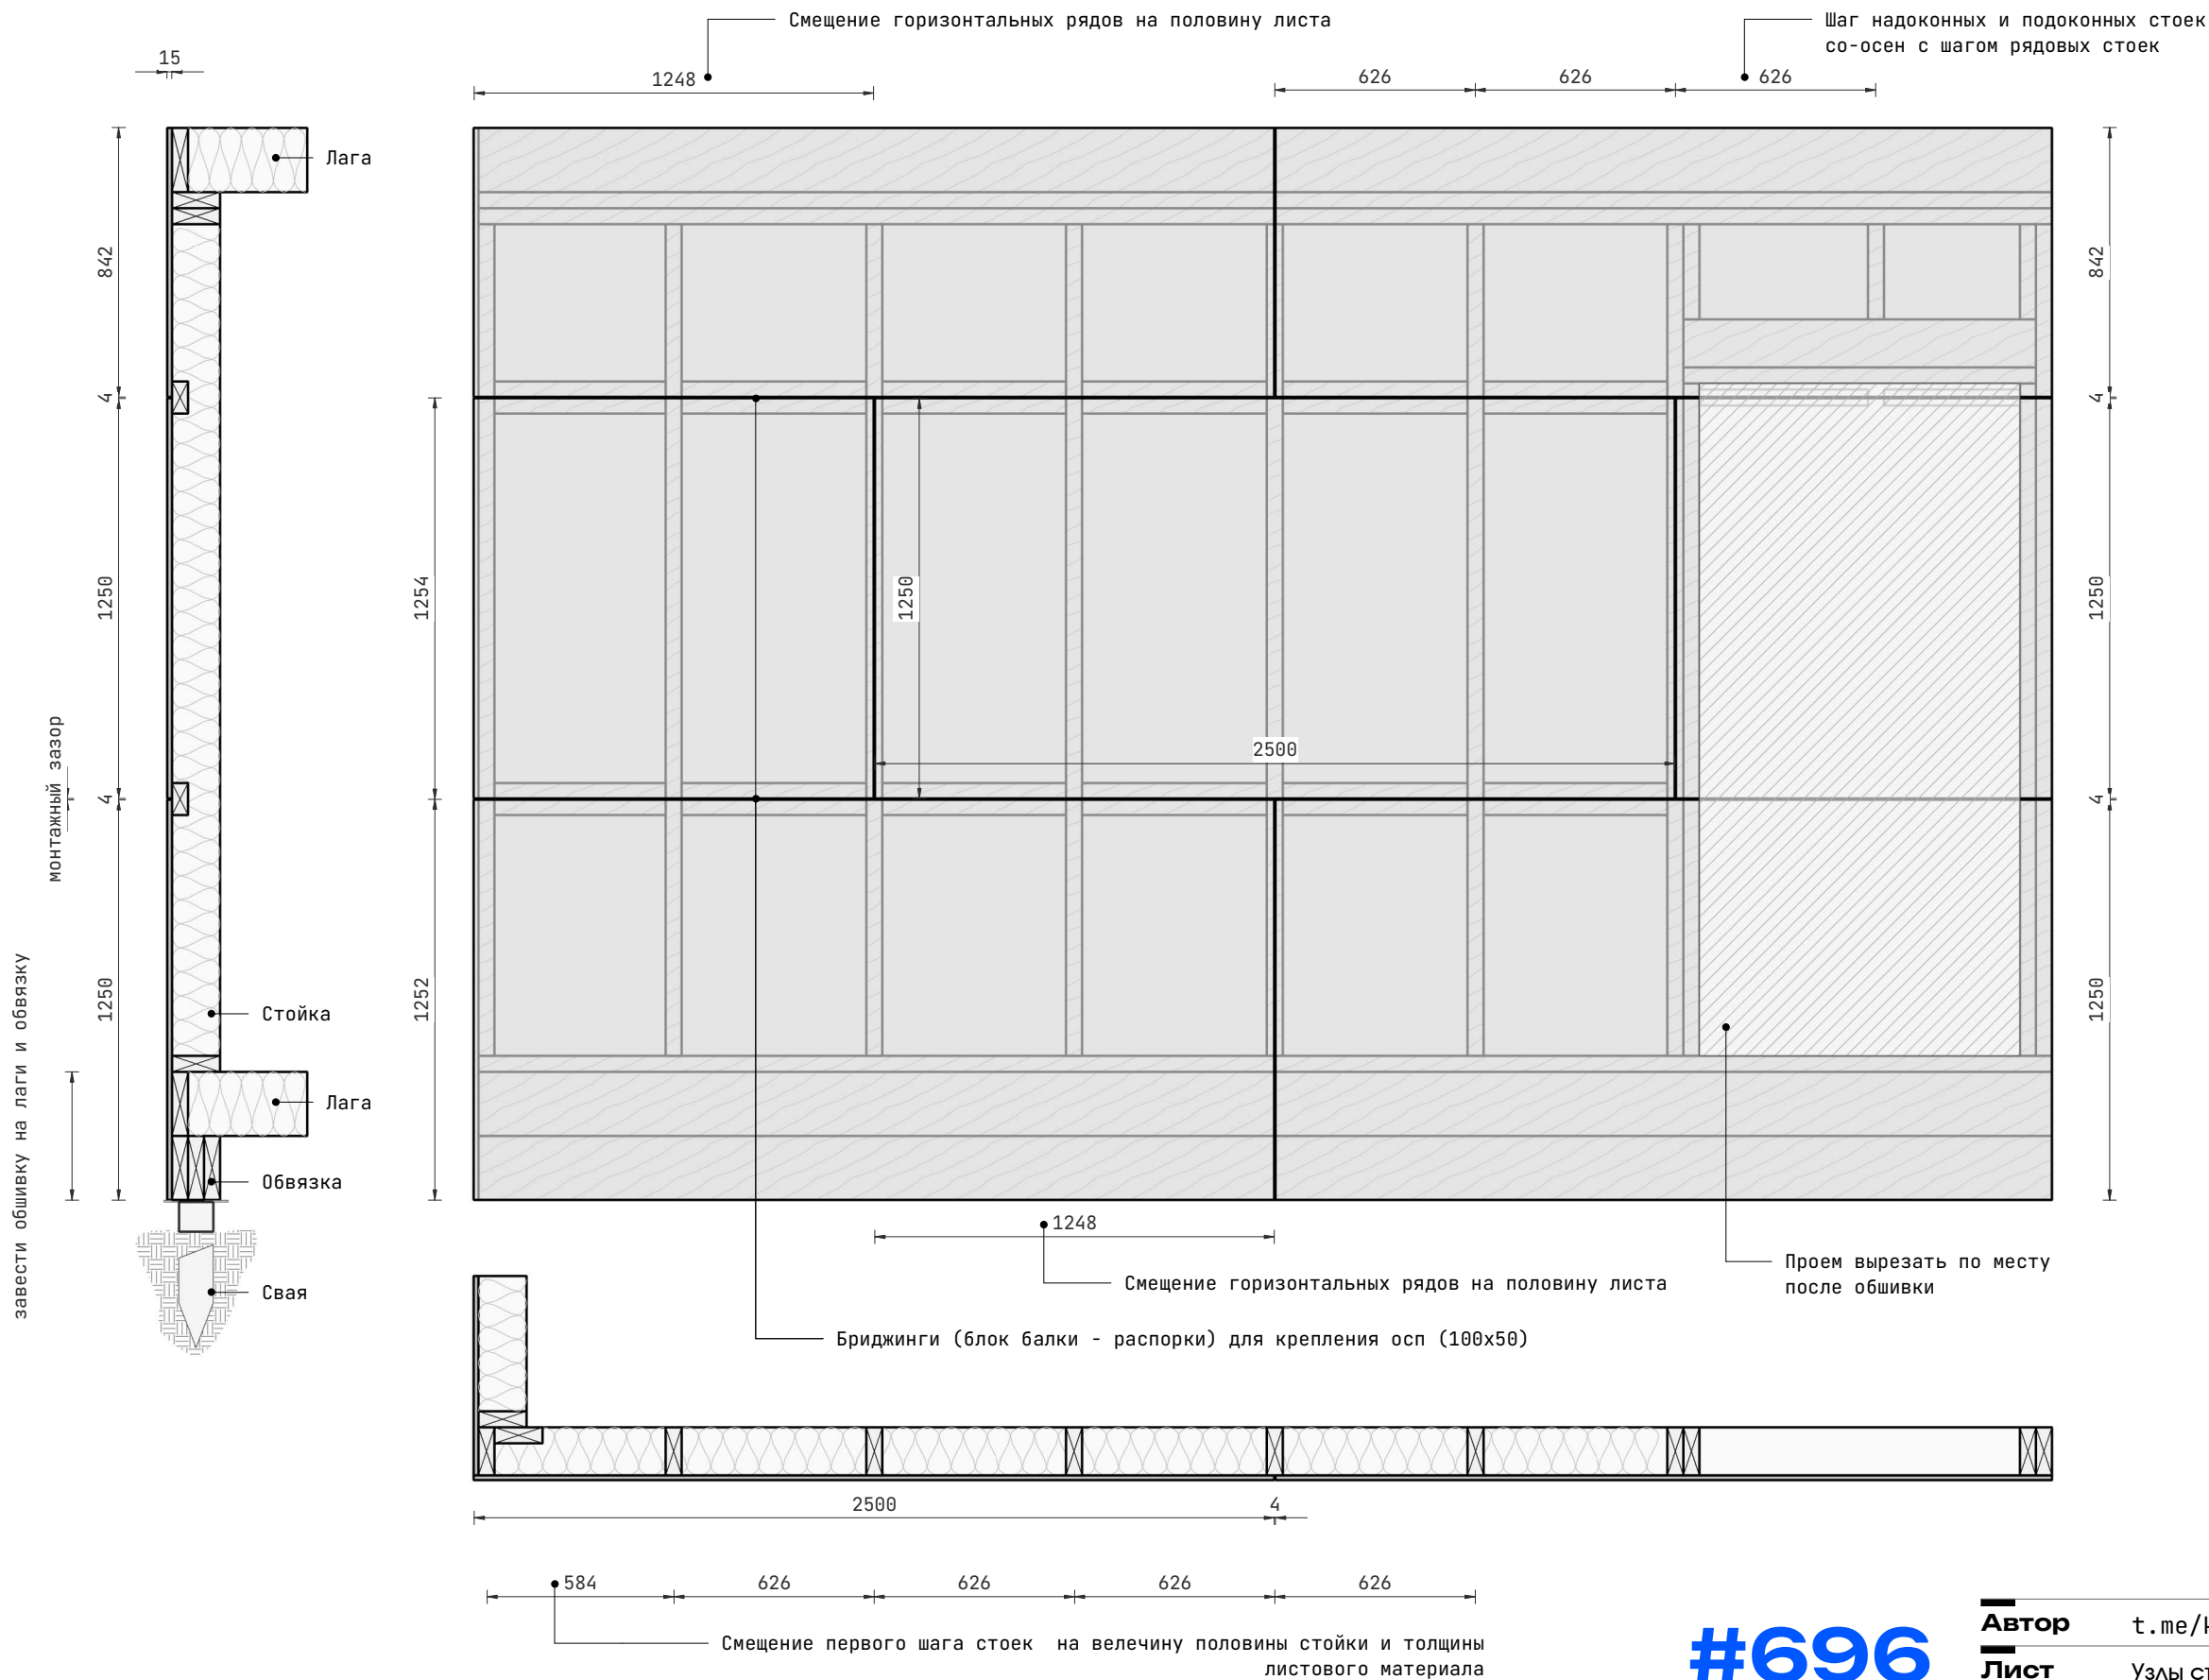 Смещение горизонтальных рядов на половину листа
Шаг надоконных и подоконных стоек
со-осен с шагом рядовых стоек
15
1248
626
626
626
Лага
842
4
1250
4
1250
монтажный зазор
завести обшивку на лаги и обвязку
1254
1252
1250
2500
842
4
1250
4
1250
Стойка
Лага
Обвязка
Свая
1248
Смещение горизонтальных рядов на половину листа
Проем вырезать по месту
после обшивки
Бриджинги (блок балки - распорки) для крепления осп (100х50)
2500
4
584
626
626
626
626
Смещение первого шага стоек на велечину половины стойки и толщины
листового материала
#696
Автор
Лист